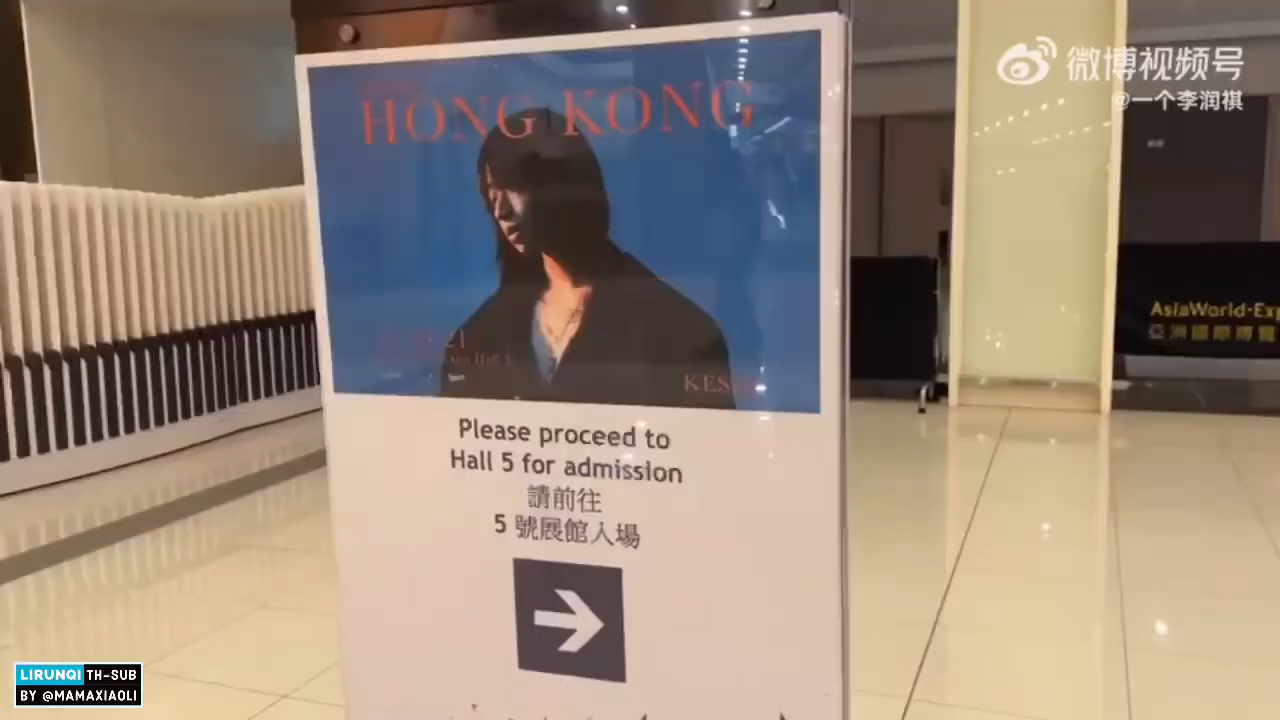 HONG KONG
Please proceed to
Hall 5 for admission
請前往
5 號展館入場
微博视频号
@一个李润祺
AsiaWorld-Exp
亞洲國際博覽
LIRUNQI TH-SUB
BY @MAMAXIAOLI